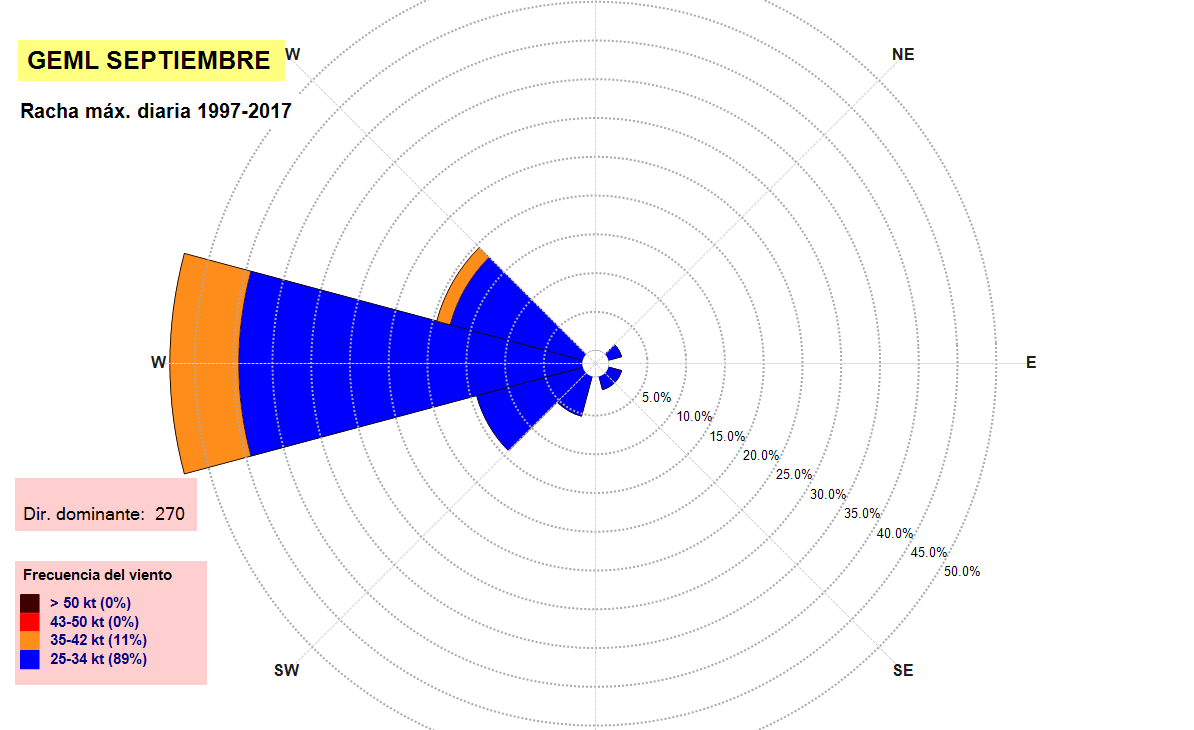 GEML SEPTIEMBRE
W
NE
Racha máx. diaria 1997-2017
W
E
5.0%
10.0%
15.0%
20.0%
25.0%
30.0%
35.0%
40.0%
45.0%
50.0%
Dir. dominante: 270
Frecuencia del viento
> 50 kt (0%)
43-50 kt (0%)
35-42 kt (11%)
25-34 kt (89%)
SW
SE